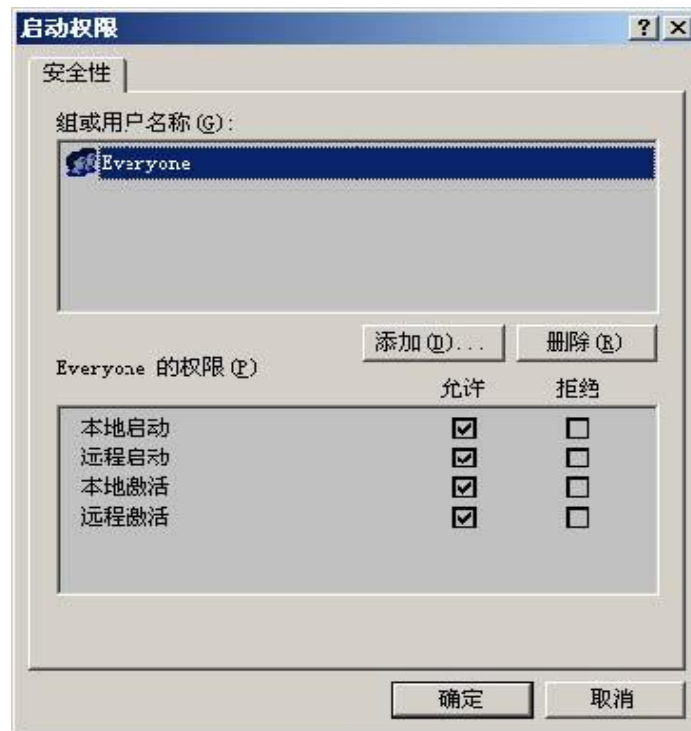 启动权限
安全性
组或用户名称(G):
Everyone
添加(D)... 删除(R)
Everyone 的权限(P)
允许 拒绝
本地启动
远程启动
本地激活
远程激活
确定 取消